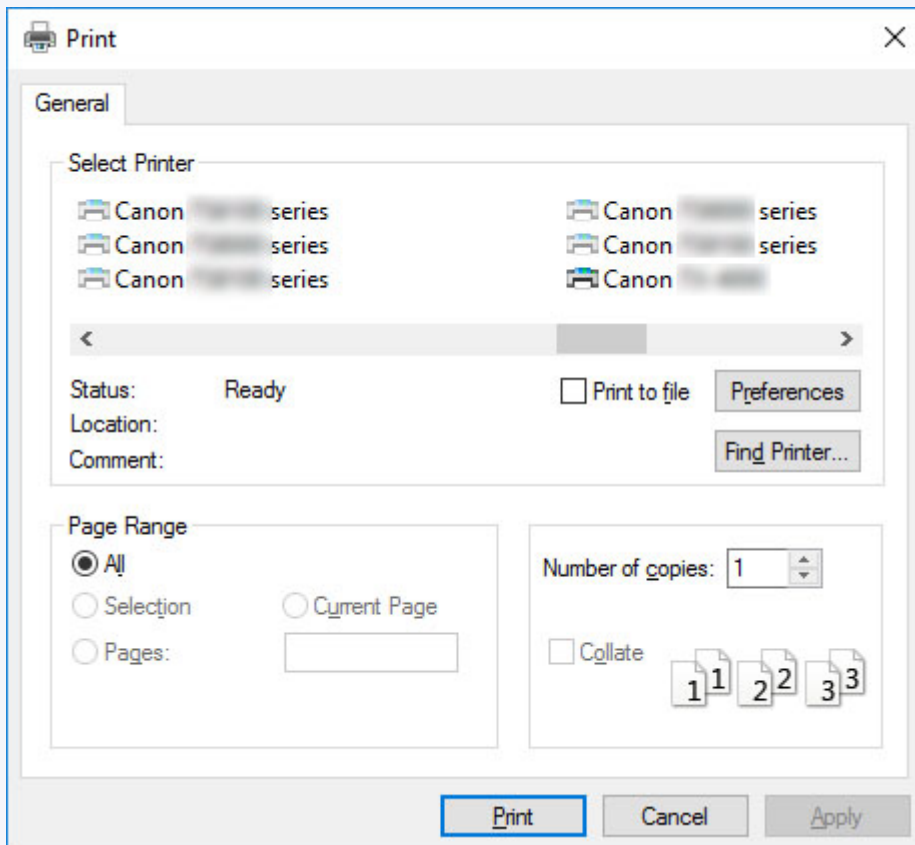 Print
General
Select Printer
Canon series Canon series
Canon series Canon series
Canon series Canon
Status: Ready Print to file Preferences
Location:
Comment: Find Printer...
Page Range
All
Number of copies: 1
Selection Current Page
Pages:
Collate
1 1 2 2 3 3
Print Cancel Apply